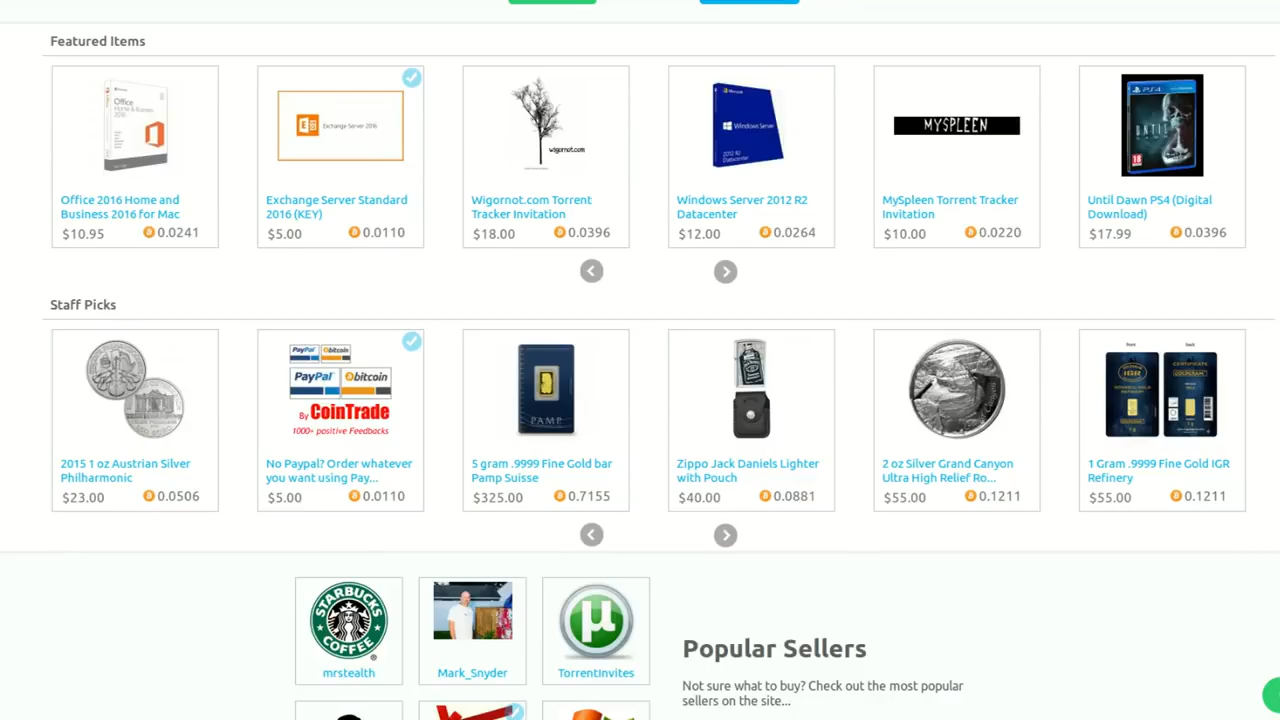 Featured Items
Microsoft
Office
Home & Business
2016
Exchange Server 2016
wigornot.com
Microsoft
Windows Server
2012 R2
Datacenter
MYSPLEEN
PS4
UNTIL
18
Office 2016 Home and
Business 2016 for Mac
$10.95 0.0241
Exchange Server Standard
2016 (KEY)
$5.00 0.0110
Wigornot.com Torrent
Tracker Invitation
$18.00 0.0396
Windows Server 2012 R2
Datacenter
$12.00 0.0264
MySpleen Torrent Tracker
Invitation
$10.00 0.0220
Until Dawn PS4 (Digital
Download)
$17.99 0.0396
Staff Picks
PayPal bitcoin
PayPal bitcoin
By CoinTrade
1000+ positive Feedbacks
PAMP
front
back
IGR
CERTIFICATE
2015 1 oz Austrian Silver
Philharmonic
$23.00 0.0506
No Paypal? Order whatever
you want using Pay...
$5.00 0.0110
5 gram .9999 Fine Gold bar
Pamp Suisse
$325.00 0.7155
Zippo Jack Daniels Lighter
with Pouch
$40.00 0.0881
2 oz Silver Grand Canyon
Ultra High Relief Ro...
$55.00 0.1211
1 Gram .9999 Fine Gold IGR
Refinery
$55.00 0.1211
STARBUCKS
COFFEE
mrstealth
Mark_Snyder
µ
TorrentInvites
Popular Sellers
Not sure what to buy? Check out the most popular
sellers on the site...